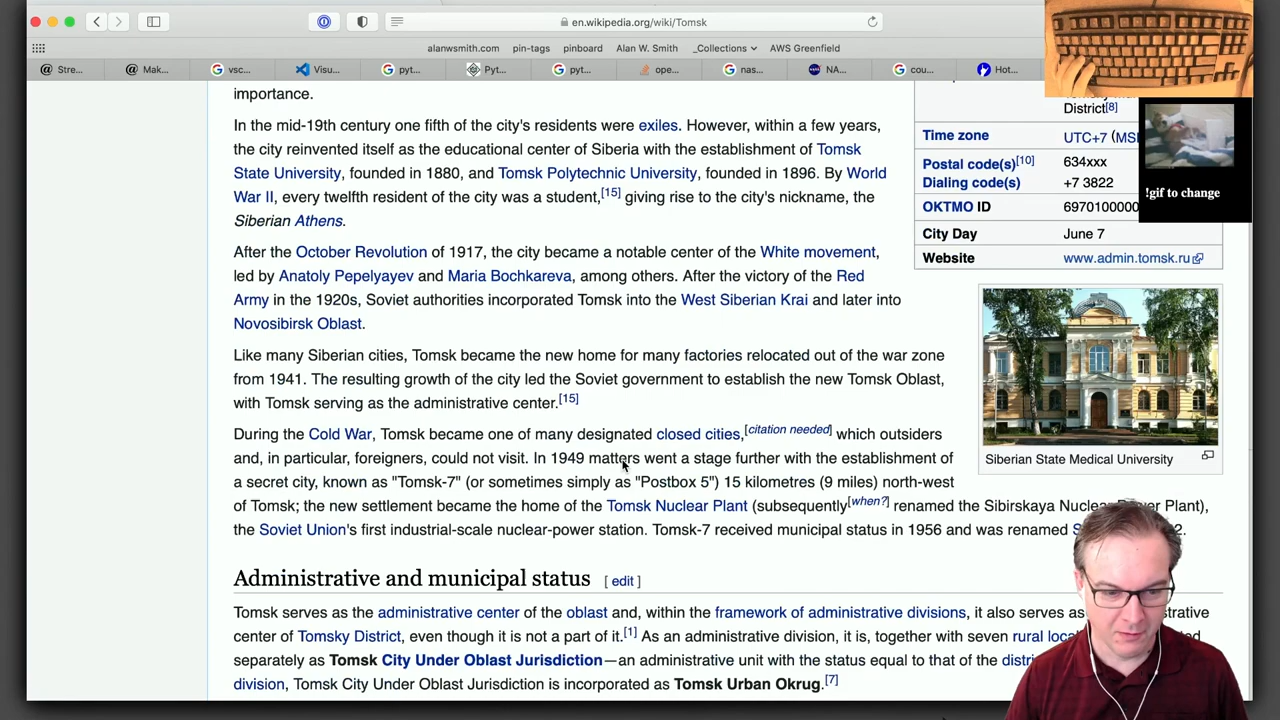 en.wikipedia.org/wiki/Tomsk
alanwsmith.com pin-tags pinboard Alan W. Smith _Collections AWS Greenfield
@ Stre... @ Mak... vsc... Visu... pyt... Pyt... pyt... ope... nas... NA... cou... Hot...
importance.
In the mid-19th century one fifth of the city's residents were exiles. However, within a few years,
the city reinvented itself as the educational center of Siberia with the establishment of Tomsk
State University, founded in 1880, and Tomsk Polytechnic University, founded in 1896. By World
War II, every twelfth resident of the city was a student,[15] giving rise to the city's nickname, the
Siberian Athens.
After the October Revolution of 1917, the city became a notable center of the White movement,
led by Anatoly Pepelyayev and Maria Bochkareva, among others. After the victory of the Red
Army in the 1920s, Soviet authorities incorporated Tomsk into the West Siberian Krai and later into
Novosibirsk Oblast.
Like many Siberian cities, Tomsk became the new home for many factories relocated out of the war zone
from 1941. The resulting growth of the city led the Soviet government to establish the new Tomsk Oblast,
with Tomsk serving as the administrative center.[15]
During the Cold War, Tomsk became one of many designated closed cities,[citation needed] which outsiders
and, in particular, foreigners, could not visit. In 1949 matters went a stage further with the establishment of
a secret city, known as "Tomsk-7" (or sometimes simply as "Postbox 5") 15 kilometres (9 miles) north-west
of Tomsk; the new settlement became the home of the Tomsk Nuclear Plant (subsequently[when?] renamed the Sibirskaya Nuclear Power Plant),
the Soviet Union's first industrial-scale nuclear-power station. Tomsk-7 received municipal status in 1956 and was renamed
Administrative and municipal status [ edit ]
Tomsk serves as the administrative center of the oblast and, within the framework of administrative divisions, it also serves as
center of Tomsky District, even though it is not a part of it.[1] As an administrative division, it is, together with seven rural
separately as Tomsk City Under Oblast Jurisdiction—an administrative unit with the status equal to that of the
division, Tomsk City Under Oblast Jurisdiction is incorporated as Tomsk Urban Okrug.[7]
District[8]
Time zone UTC+7 (MS
Postal code(s)[10] 634xxx
Dialing code(s) +7 3822
OKTMO ID 6970100000
City Day June 7
Website www.admin.tomsk.ru
Siberian State Medical University
!gif to change